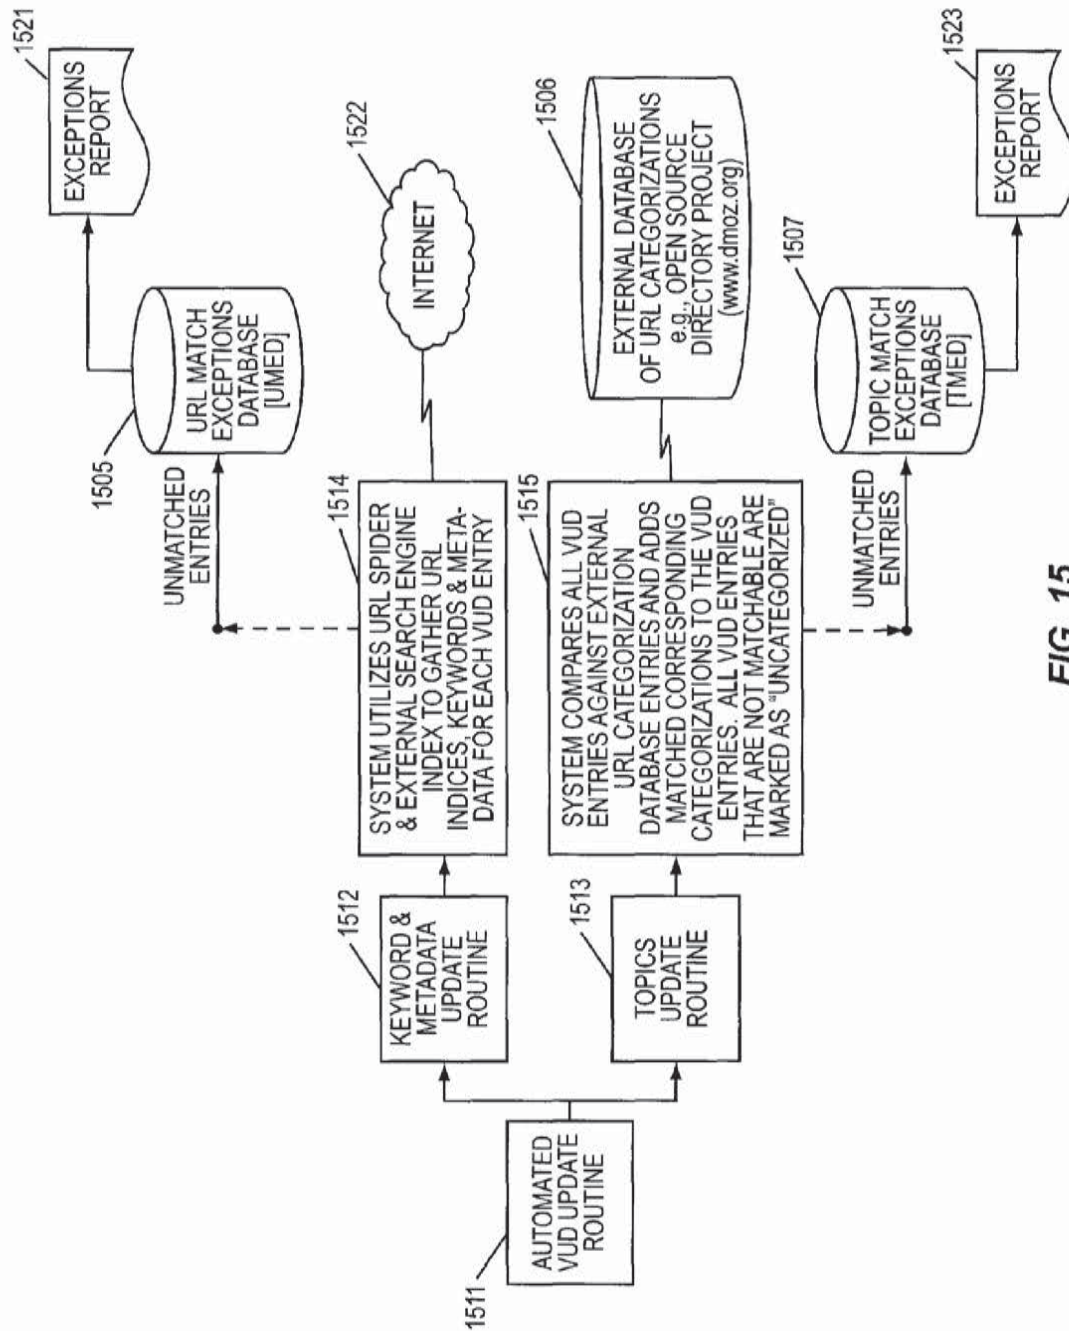 1511
AUTOMATED
VUD UPDATE
ROUTINE
1512
KEYWORD &
METADATA
UPDATE
ROUTINE
1514
SYSTEM UTILIZES URL SPIDER
& EXTERNAL SEARCH ENGINE
INDEX TO GATHER URL
INDICES, KEYWORDS & META-
DATA FOR EACH VUD ENTRY
UNMATCHED
ENTRIES
1505
URL MATCH
EXCEPTIONS
DATABASE
[UMED]
1521
EXCEPTIONS
REPORT
1522
INTERNET
1513
TOPICS
UPDATE
ROUTINE
1515
SYSTEM COMPARES ALL VUD
ENTRIES AGAINST EXTERNAL
URL CATEGORIZATION
DATABASE ENTRIES AND ADDS
MATCHED CORRESPONDING
CATEGORIZATIONS TO THE VUD
ENTRIES. ALL VUD ENTRIES
THAT ARE NOT MATCHABLE ARE
MARKED AS "UNCATEGORIZED"
1506
EXTERNAL DATABASE
OF URL CATEGORIZATIONS
e.g., OPEN SOURCE
DIRECTORY PROJECT
(www.dmoz.org)
UNMATCHED
ENTRIES
1507
TOPIC MATCH
EXCEPTIONS
DATABASE
[TMED]
1523
EXCEPTIONS
REPORT
FIG. 15